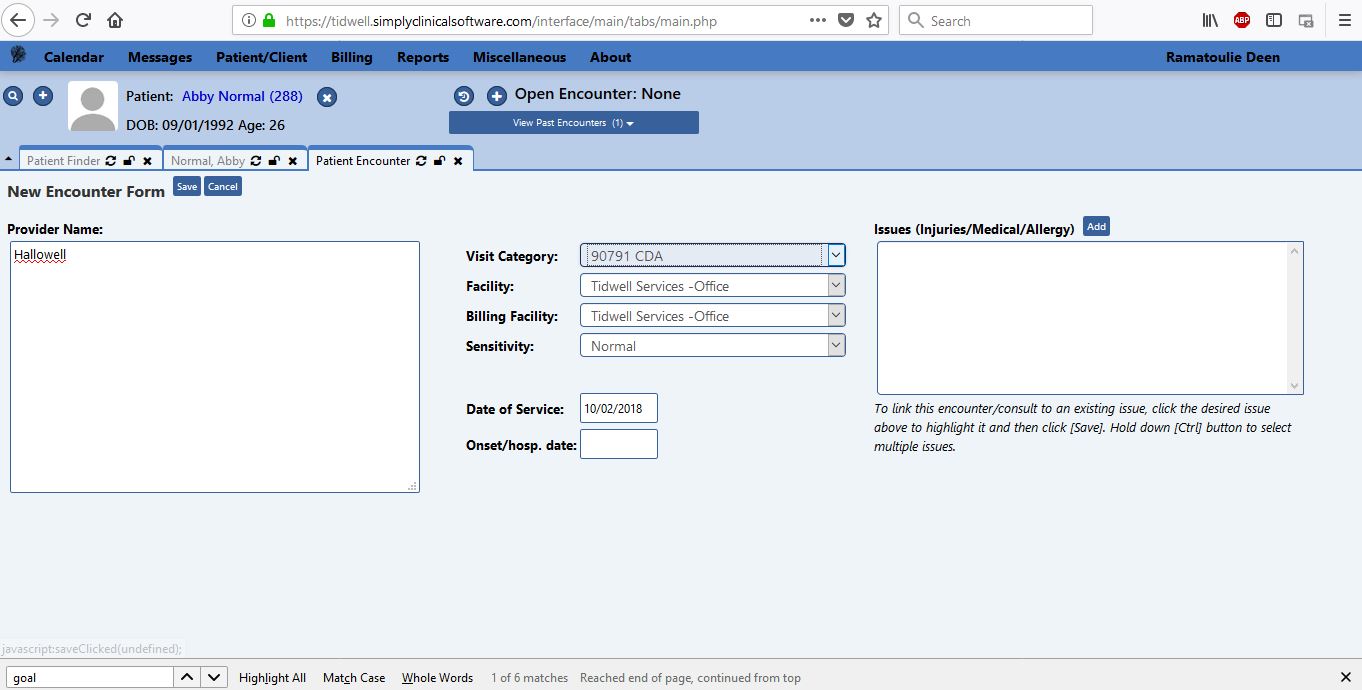 https://tidwell.simplyclinicalsoftware.com/interface/main/tabs/main.php
Search
ABP
Calendar Messages Patient/Client Billing Reports Miscellaneous About Ramatoulie Deen
Patient: Abby Normal (288)
DOB: 09/01/1992 Age: 26
Open Encounter: None
View Past Encounters (1)
Patient Finder Normal, Abby Patient Encounter
New Encounter Form Save Cancel
Provider Name:
Hallowell
Visit Category: 90791 CDA
Facility: Tidwell Services -Office
Billing Facility: Tidwell Services -Office
Sensitivity: Normal
Date of Service: 10/02/2018
Onset/hosp. date:
Issues (Injuries/Medical/Allergy) Add
To link this encounter/consult to an existing issue, click the desired issue
above to highlight it and then click [Save]. Hold down [Ctrl] button to select
multiple issues.
javascript:saveClicked(undefined);
goal Highlight All Match Case Whole Words 1 of 6 matches Reached end of page, continued from top